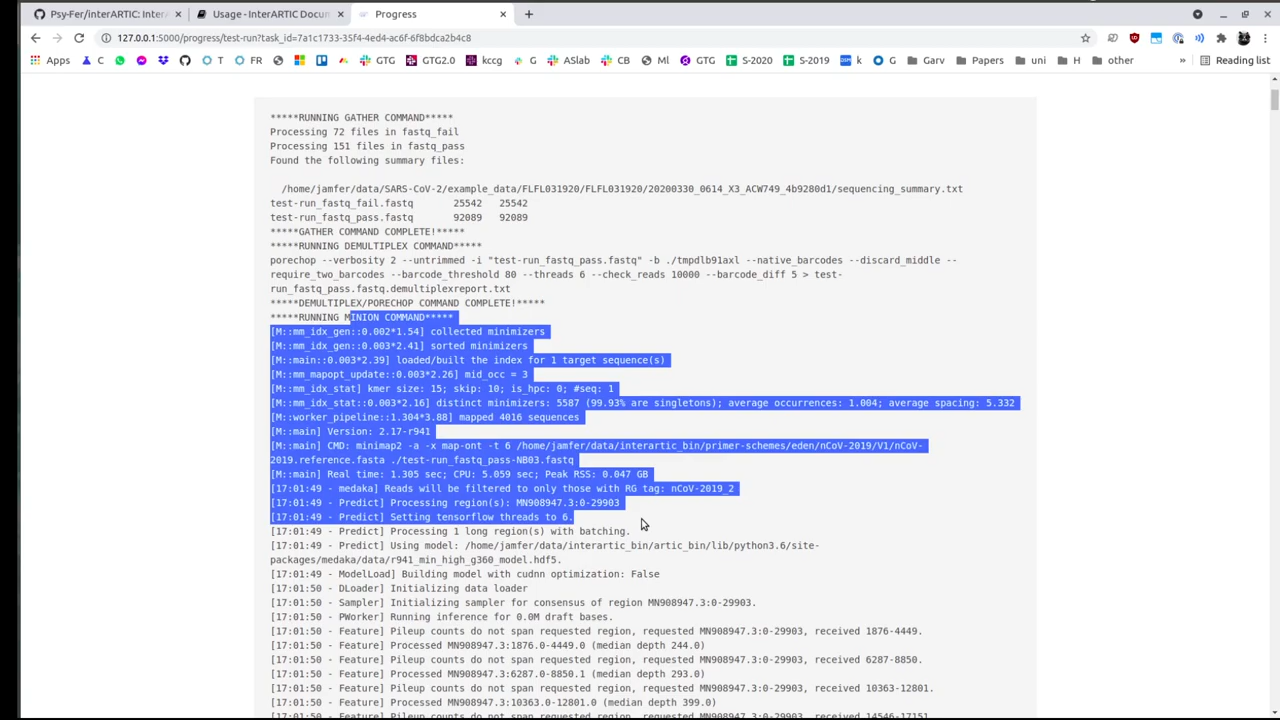 Psy-Fer/interARTIC: InterA
Usage - InterARTIC Docum
Progress
127.0.0.1:5000/progress/test-run?task_id=7a1c1733-35f4-4ed4-ac6f-6f8bdca2b4c8
Apps C T FR GTG GTG2.0 kccg G ASlab CB Ml GTG S-2020 S-2019 k G Garv Papers uni H other » Reading list
*****RUNNING GATHER COMMAND*****
Processing 72 files in fastq_fail
Processing 151 files in fastq_pass
Found the following summary files:
/home/jamfer/data/SARS-CoV-2/example_data/FLFL031920/FLFL031920/20200330_0614_X3_ACW749_4b9280d1/sequencing_summary.txt
test-run_fastq_fail.fastq 25542 25542
test-run_fastq_pass.fastq 92089 92089
*****GATHER COMMAND COMPLETE!*****
*****RUNNING DEMULTIPLEX COMMAND*****
porechop --verbosity 2 --untrimmed -i "test-run_fastq_pass.fastq" -b ./tmpdlb91axl --native_barcodes --discard_middle --
require_two_barcodes --barcode_threshold 80 --threads 6 --check_reads 10000 --barcode_diff 5 > test-
run_fastq_pass.fastq.demultiplexreport.txt
*****DEMULTIPLEX/PORECHOP COMMAND COMPLETE!*****
*****RUNNING MINION COMMAND*****
[M::mm_idx_gen::0.002*1.54] collected minimizers
[M::mm_idx_gen::0.003*2.41] sorted minimizers
[M::main::0.003*2.39] loaded/built the index for 1 target sequence(s)
[M::mm_mapopt_update::0.003*2.26] mid_occ = 3
[M::mm_idx_stat] kmer size: 15; skip: 10; is_hpc: 0; #seq: 1
[M::mm_idx_stat::0.003*2.16] distinct minimizers: 5587 (99.93% are singletons); average occurrences: 1.004; average spacing: 5.332
[M::worker_pipeline::1.304*3.88] mapped 4016 sequences
[M::main] Version: 2.17-r941
[M::main] CMD: minimap2 -a -x map-ont -t 6 /home/jamfer/data/interartic_bin/primer-schemes/eden/nCoV-2019/V1/nCoV-
2019.reference.fasta ./test-run_fastq_pass-NB03.fastq
[M::main] Real time: 1.305 sec; CPU: 5.059 sec; Peak RSS: 0.047 GB
[17:01:49 - medaka] Reads will be filtered to only those with RG tag: nCoV-2019_2
[17:01:49 - Predict] Processing region(s): MN908947.3:0-29903
[17:01:49 - Predict] Setting tensorflow threads to 6.
[17:01:49 - Predict] Processing 1 long region(s) with batching.
[17:01:49 - Predict] Using model: /home/jamfer/data/interartic_bin/artic_bin/lib/python3.6/site-
packages/medaka/data/r941_min_high_g360_model.hdf5.
[17:01:49 - ModelLoad] Building model with cudnn optimization: False
[17:01:50 - DLoader] Initializing data loader
[17:01:50 - Sampler] Initializing sampler for consensus of region MN908947.3:0-29903.
[17:01:50 - PWorker] Running inference for 0.0M draft bases.
[17:01:50 - Feature] Pileup counts do not span requested region, requested MN908947.3:0-29903, received 1876-4449.
[17:01:50 - Feature] Processed MN908947.3:1876.0-4449.0 (median depth 244.0)
[17:01:50 - Feature] Pileup counts do not span requested region, requested MN908947.3:0-29903, received 6287-8850.
[17:01:50 - Feature] Processed MN908947.3:6287.0-8850.1 (median depth 293.0)
[17:01:50 - Feature] Pileup counts do not span requested region, requested MN908947.3:0-29903, received 10363-12801.
[17:01:50 - Feature] Processed MN908947.3:10363.0-12801.0 (median depth 399.0)
[17:01:50 - Feature] Pileup counts do not span requested region, requested MN908947.3:0-29903, received 14546-17151.